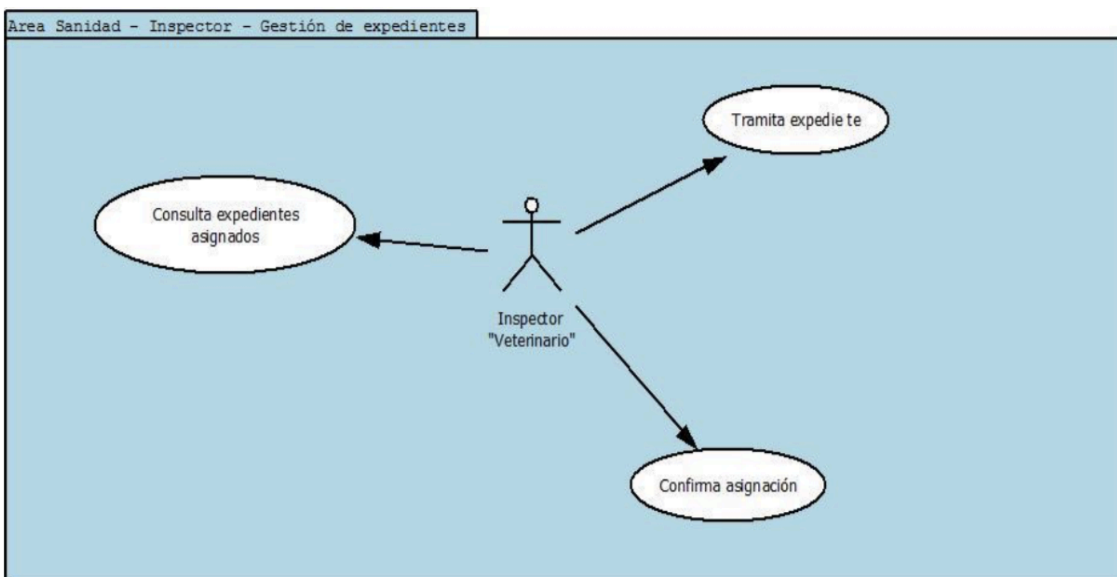 Area Sanidad - Inspector - Gestión de expedientes
Tramita expedie te
Consulta expedientes
asignados
Inspector
"Veterinario"
Confirma asignación